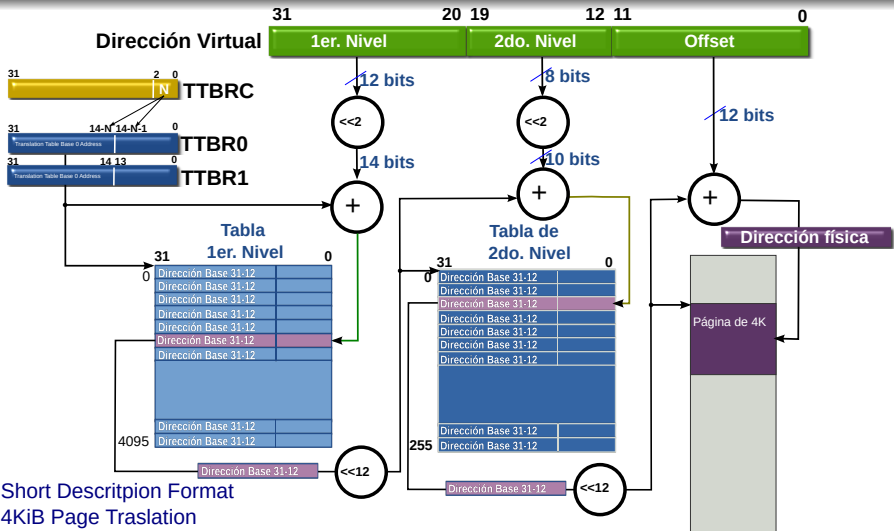 31 20 19 12 11 0
Dirección Virtual 1er. Nivel 2do. Nivel Offset
31 2 0
N TTBRC
12 bits 8 bits 12 bits
<<2 <<2
31 14-N 14-N-1 0
Translation Table Base 0 Address TTBR0
31 14 13 0
Translation Table Base 0 Address TTBR1
14 bits 10 bits
+ + +
Tabla
1er. Nivel
Tabla de
2do. Nivel
Dirección física
31 0
0 Dirección Base 31-12
Dirección Base 31-12
Dirección Base 31-12
Dirección Base 31-12
Dirección Base 31-12
Dirección Base 31-12
Dirección Base 31-12
Dirección Base 31-12
4095 Dirección Base 31-12
31 0
0 Dirección Base 31-12
Dirección Base 31-12
Dirección Base 31-12
Dirección Base 31-12
Dirección Base 31-12
Dirección Base 31-12
Dirección Base 31-12
Dirección Base 31-12
255 Dirección Base 31-12
Página de 4K
Dirección Base 31-12 <<12
Dirección Base 31-12 <<12
Short Descritpion Format
4KiB Page Traslation